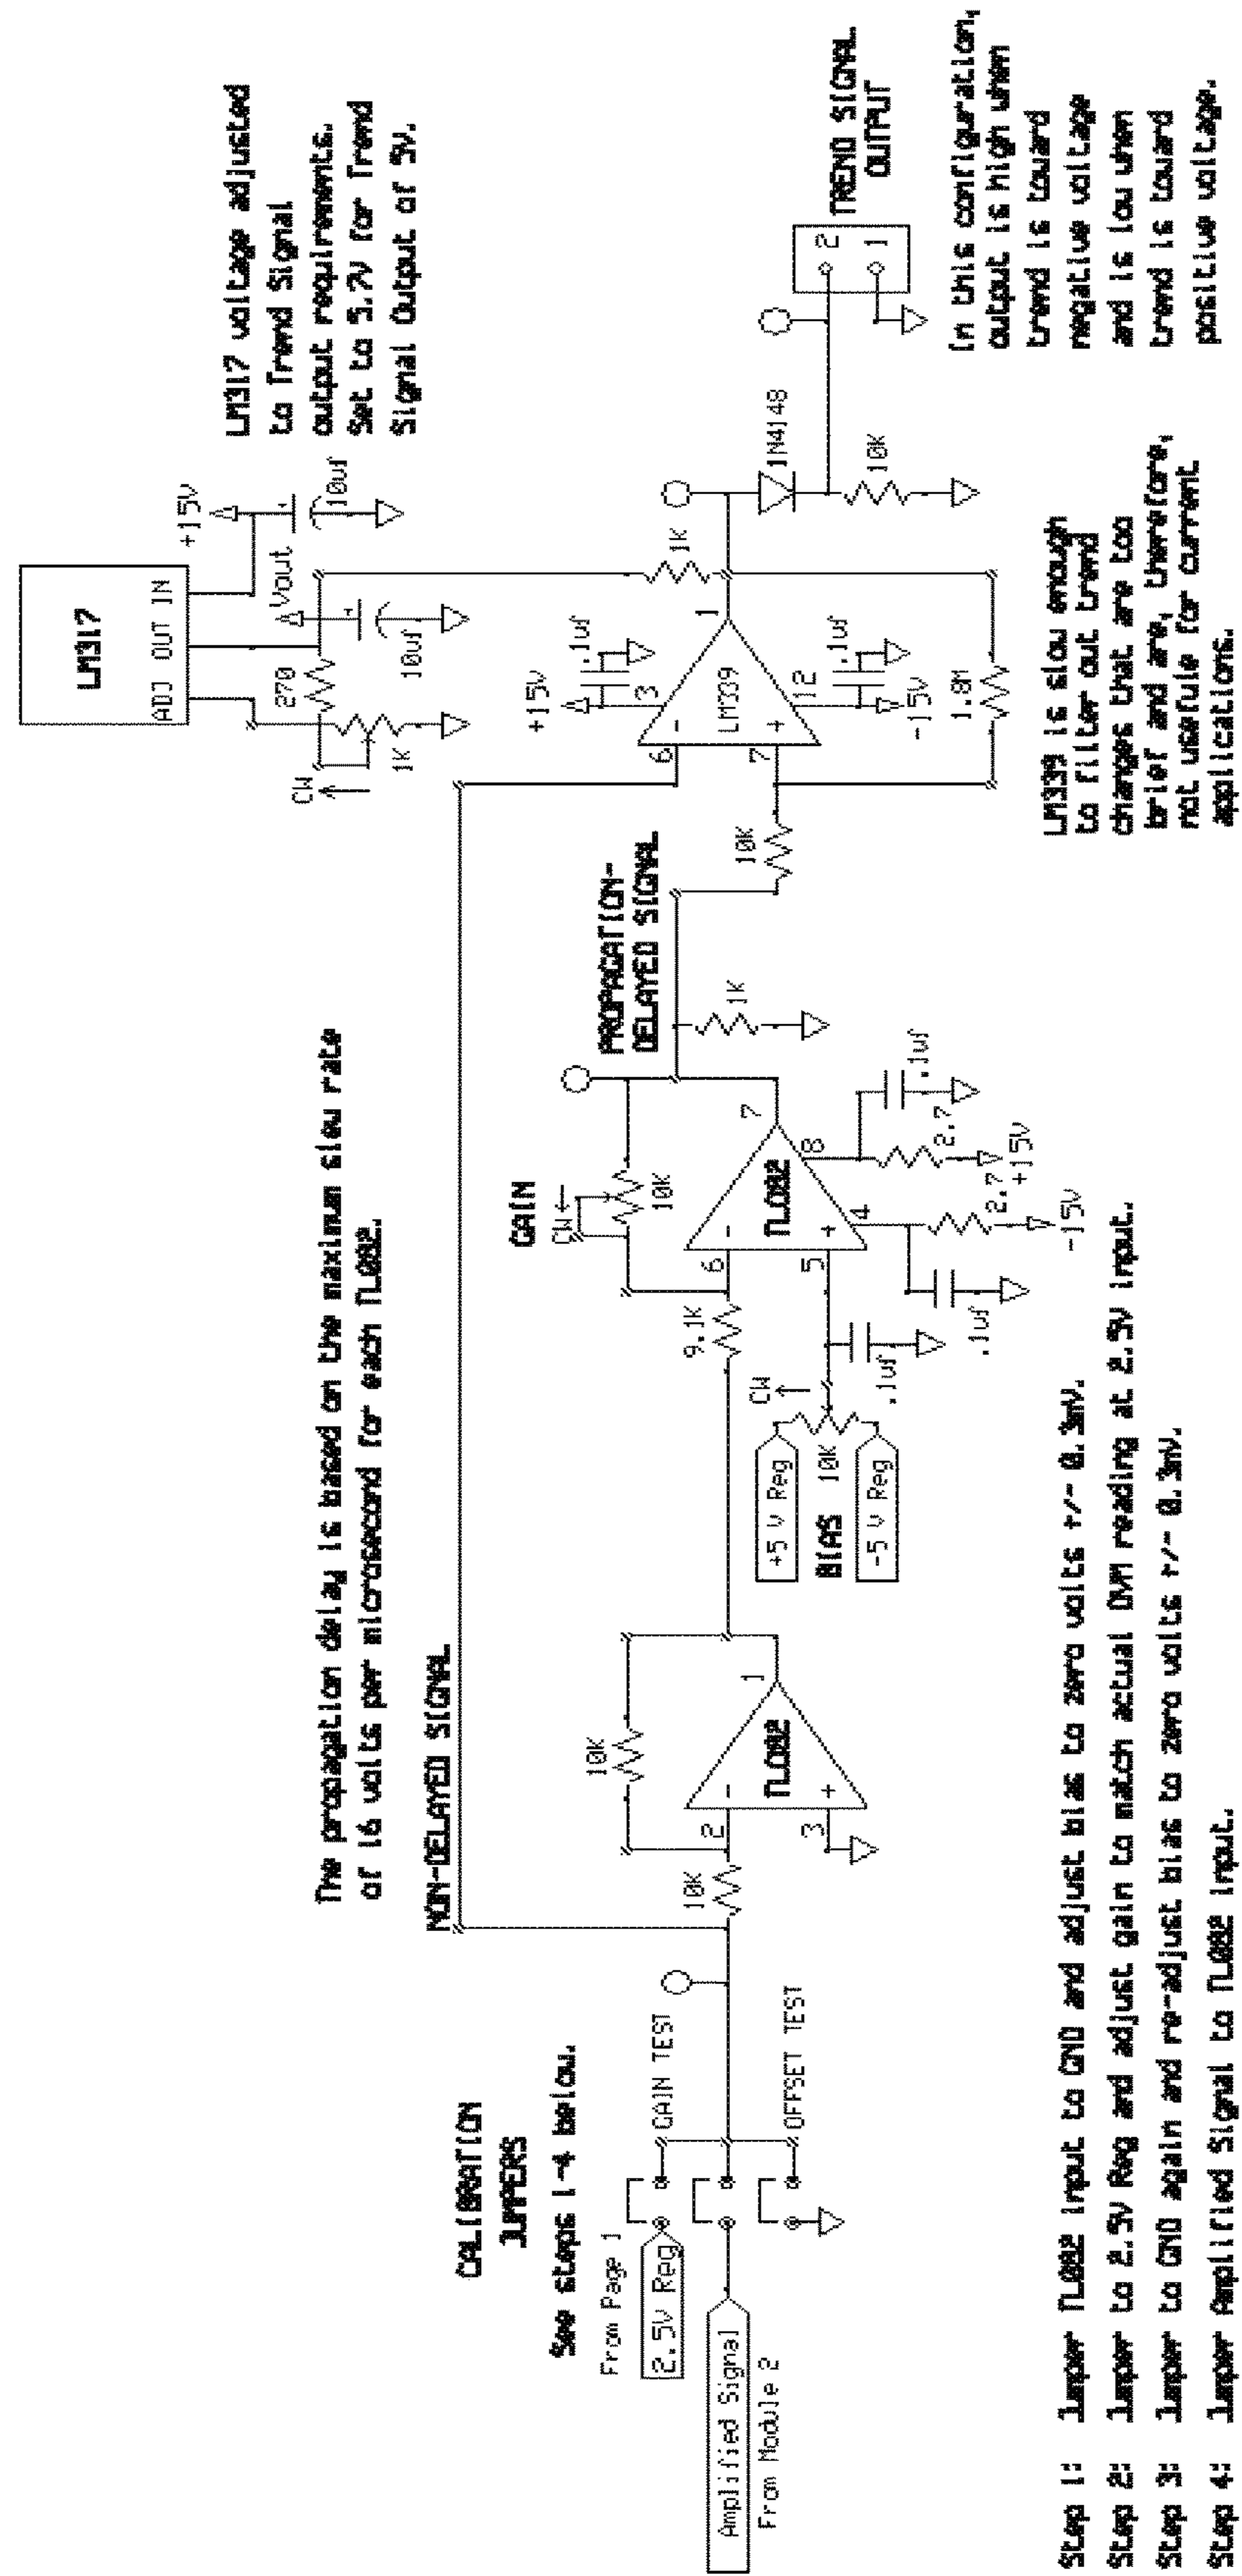 LM317
ADJ OUT IN
+15V
10uf
Vout
10uf
270
CW
1K
LM317 voltage adjusted
to Trend Signal
output requirements.
Set to 5.7V for Trend
Signal Output of 5V.
The propagation delay is based on the maximum slew rate
of 16 volts per microsecond for each TL082.
NON-DELAYED SIGNAL
CALIBRATION
JUMPERS
See steps 1-4 below.
From Page 1
2.5V Reg
GAIN TEST
Amplified Signal
From Module 2
OFFSET TEST
10K
10K
2
3
-
+
TL082
1
9.1K
GAIN
CW
10K
6
5
-
+
TL082
7
8
4
+5 V Reg
BIAS
10K
-5 V Reg
CW
.1uf
.1uf
2.7
-15V
2.7
+15V
.1uf
PROPAGATION-
DELAYED SIGNAL
1K
10K
6
7
-
+
LM339
1
+15V
3
.1uf
12
.1uf
-15V
1.8M
1K
1N4148
10K
2
1
TREND SIGNAL
OUTPUT
LM339 is slow enough
to filter out trend
changes that are too
brief and are, therefore,
not usefule for current
applications.
In this configuration,
output is high when
trend is toward
negative voltage
and is low when
trend is toward
positive voltage.
Step 1: Jumper TL082 input to GND and adjust bias to zero volts +/- 0.3mV.
Step 2: Jumper to 2.5V Reg and adjust gain to match actual DVM reading at 2.5V input.
Step 3: Jumper to GND again and re-adjust bias to zero volts +/- 0.3mV.
Step 4: Jumper Amplified Signal to TL082 input.